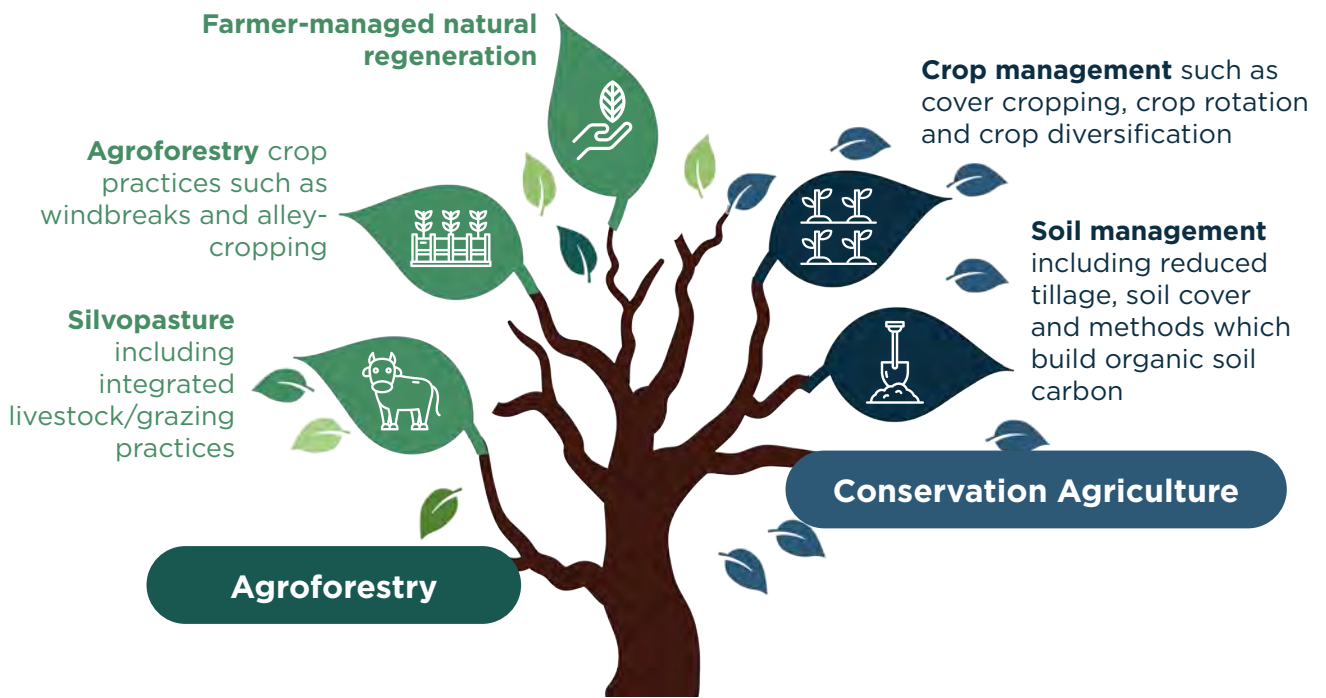 Farmer-managed natural
regeneration
Agroforestry crop
practices such as
windbreaks and alley-
cropping
Silvopasture
including
integrated
livestock/grazing
practices
Agroforestry
Crop management such as
cover cropping, crop rotation
and crop diversification
Soil management
including reduced
tillage, soil cover
and methods which
build organic soil
carbon
Conservation Agriculture